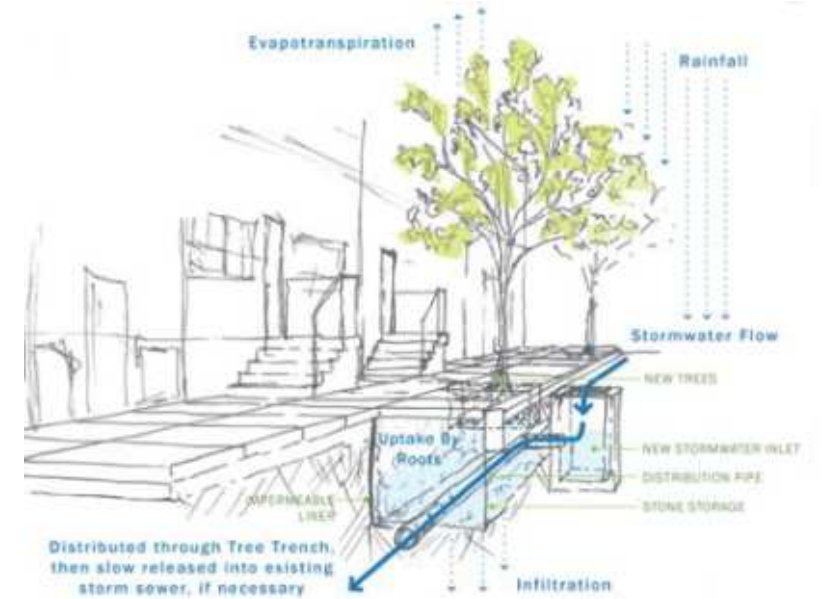 Evapotranspiration
Rainfall
Stormwater Flow
NEW TREES
Uptake By
Roots
NEW STORMWATER INLET
DISTRIBUTION PIPE
IMPERMEABLE
LINER
STONE STORAGE
Distributed through Tree Trench,
then slow released into existing
storm sewer, if necessary
Infiltration